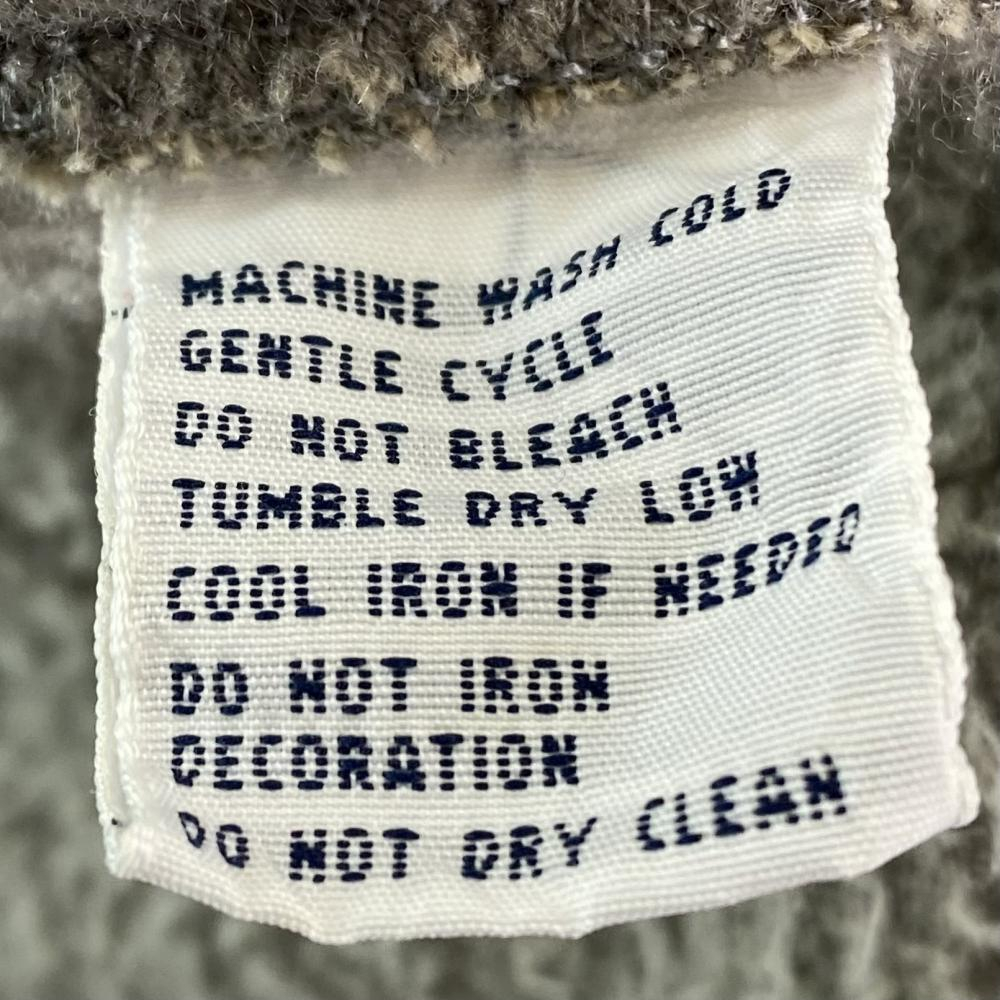 MACHINE WASH COLD
GENTLE CYCLE
DO NOT BLEACH
TUMBLE DRY LOW
COOL IRON IF NEEDED
DO NOT IRON
DECORATION
DO NOT DRY CLEAN